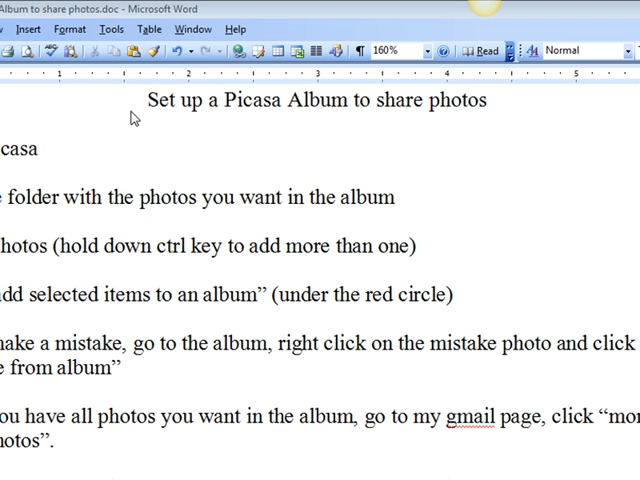 Album to share photos.doc - Microsoft Word
Insert Format Tools Table Window Help
160% Read Normal
1 2 3 4 5
Set up a Picasa Album to share photos
icasa
e folder with the photos you want in the album
hotos (hold down ctrl key to add more than one)
add selected items to an album” (under the red circle)
make a mistake, go to the album, right click on the mistake photo and click
e from album”
ou have all photos you want in the album, go to my gmail page, click “mor
hotos”.